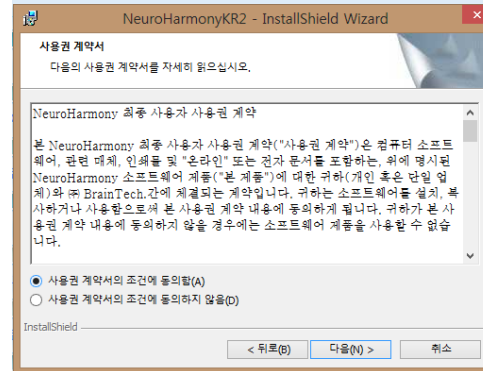 NeuroHarmonyKR2 - InstallShield Wizard
사용권 계약서
다음의 사용권 계약서를 자세히 읽으십시오.
NeuroHarmony 최종 사용자 사용권 계약
본 NeuroHarmony 최종 사용자 사용권 계약("사용권 계약")은 컴퓨터 소프트
웨어, 관련 매체, 인쇄물 및 "온라인" 또는 전자 문서를 포함하는, 위에 명시된
NeuroHarmony 소프트웨어 제품("본 제품")에 대한 귀하(개인 혹은 단일 업
체)와 ㈜ BrainTech.간에 체결되는 계약입니다. 귀하는 소프트웨어를 설치, 복
사하거나 사용함으로써 본 사용권 계약 내용에 동의하게 됩니다. 귀하가 본 사
용권 계약 내용에 동의하지 않을 경우에는 소프트웨어 제품을 사용할 수 없습
니다.
사용권 계약서의 조건에 동의함(A)
사용권 계약서의 조건에 동의하지 않음(D)
InstallShield
< 뒤로(B) 다음(N) > 취소